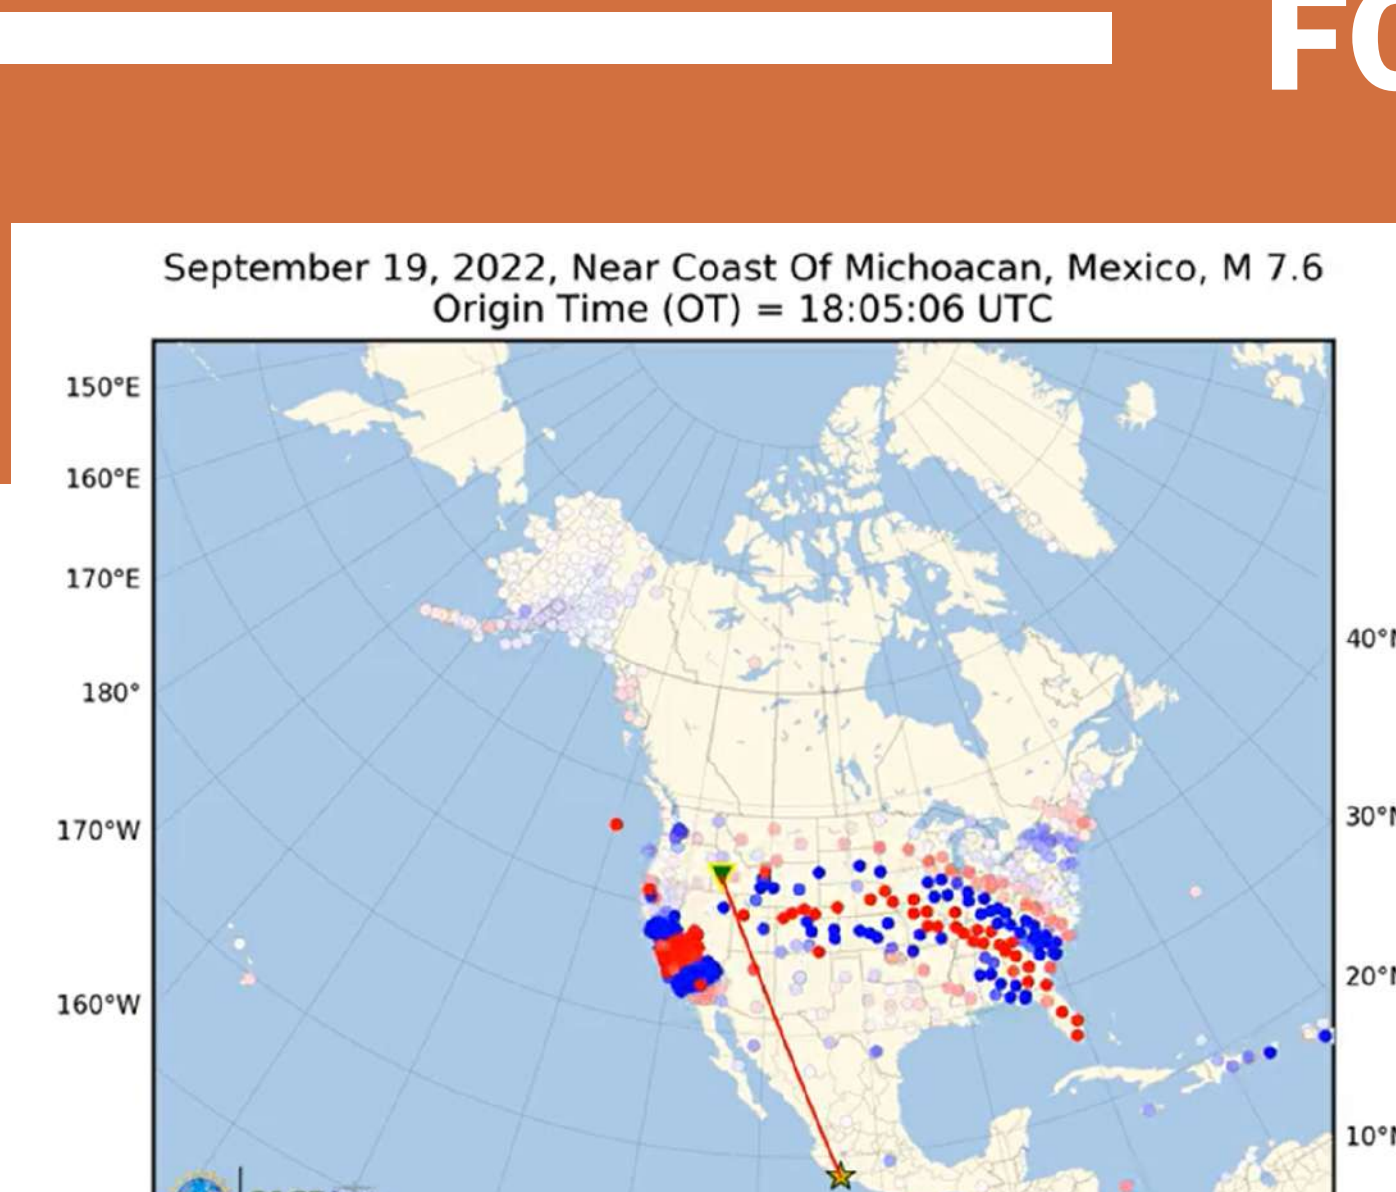 FO
September 19, 2022, Near Coast Of Michoacan, Mexico, M 7.6
Origin Time (OT) = 18:05:06 UTC
150°E
160°E
170°E
180°
170°W
160°W
40°N
30°N
20°N
10°N